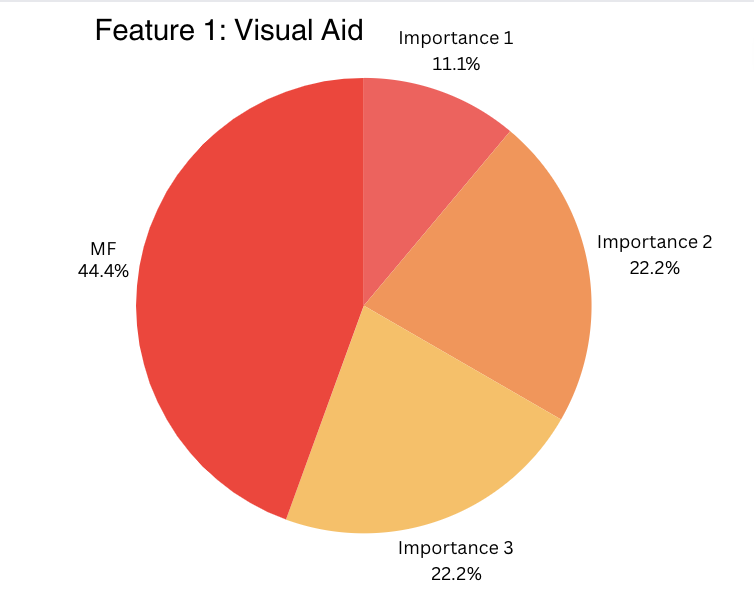 Feature 1: Visual Aid
Importance 1
11.1%
Importance 2
22.2%
MF
44.4%
Importance 3
22.2%